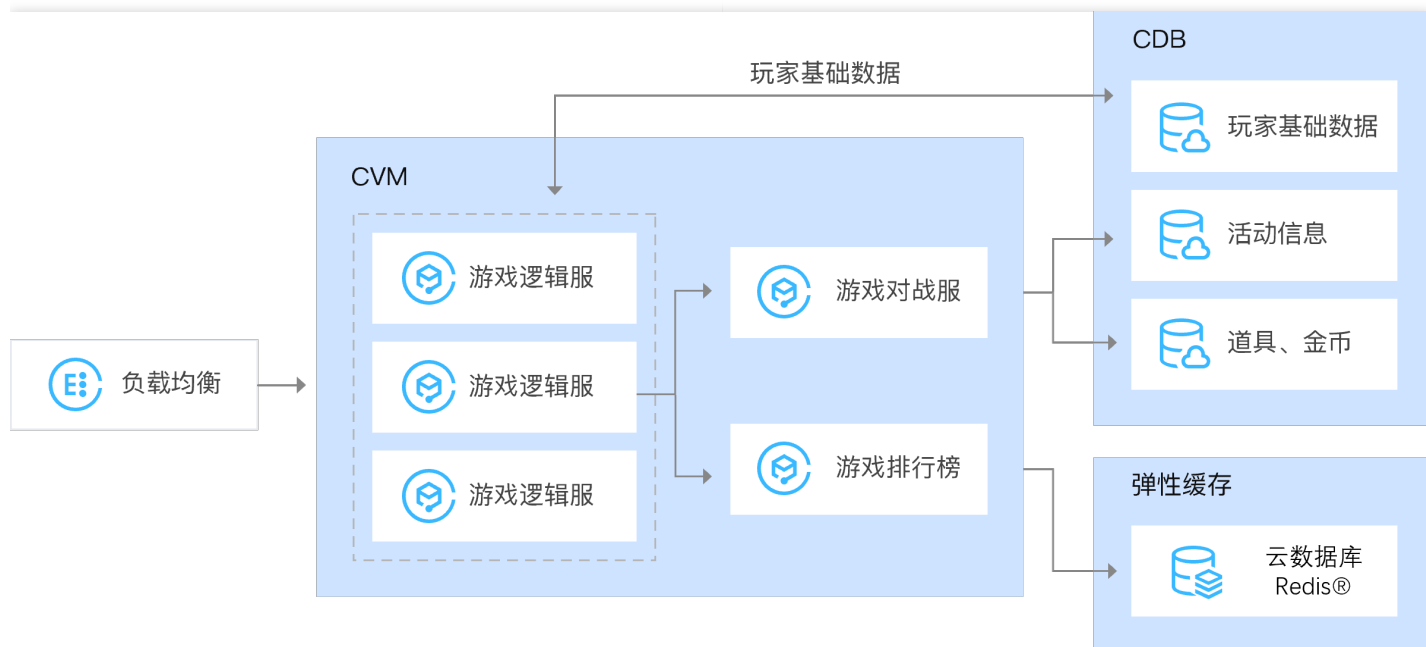 CDB
玩家基础数据
玩家基础数据
CVM
游戏逻辑服
活动信息
游戏对战服
道具、金币
负载均衡
游戏逻辑服
游戏排行榜
弹性缓存
游戏逻辑服
云数据库
Redis®